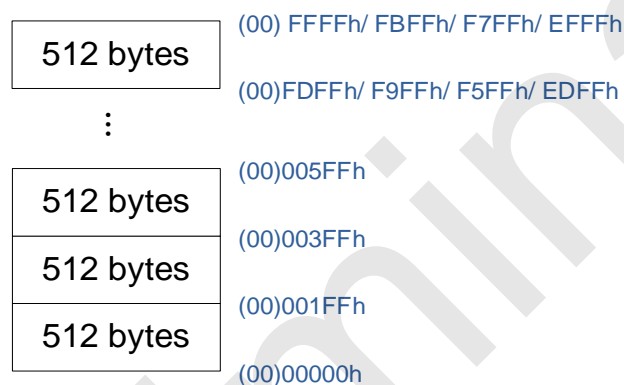 (00) FFFFh/ FBFFh/ F7FFh/ EFFFh
512 bytes
(00)FDFFh/ F9FFh/ F5FFh/ EDFFh
(00)005FFh
512 bytes
(00)003FFh
512 bytes
(00)001FFh
512 bytes
(00)00000h